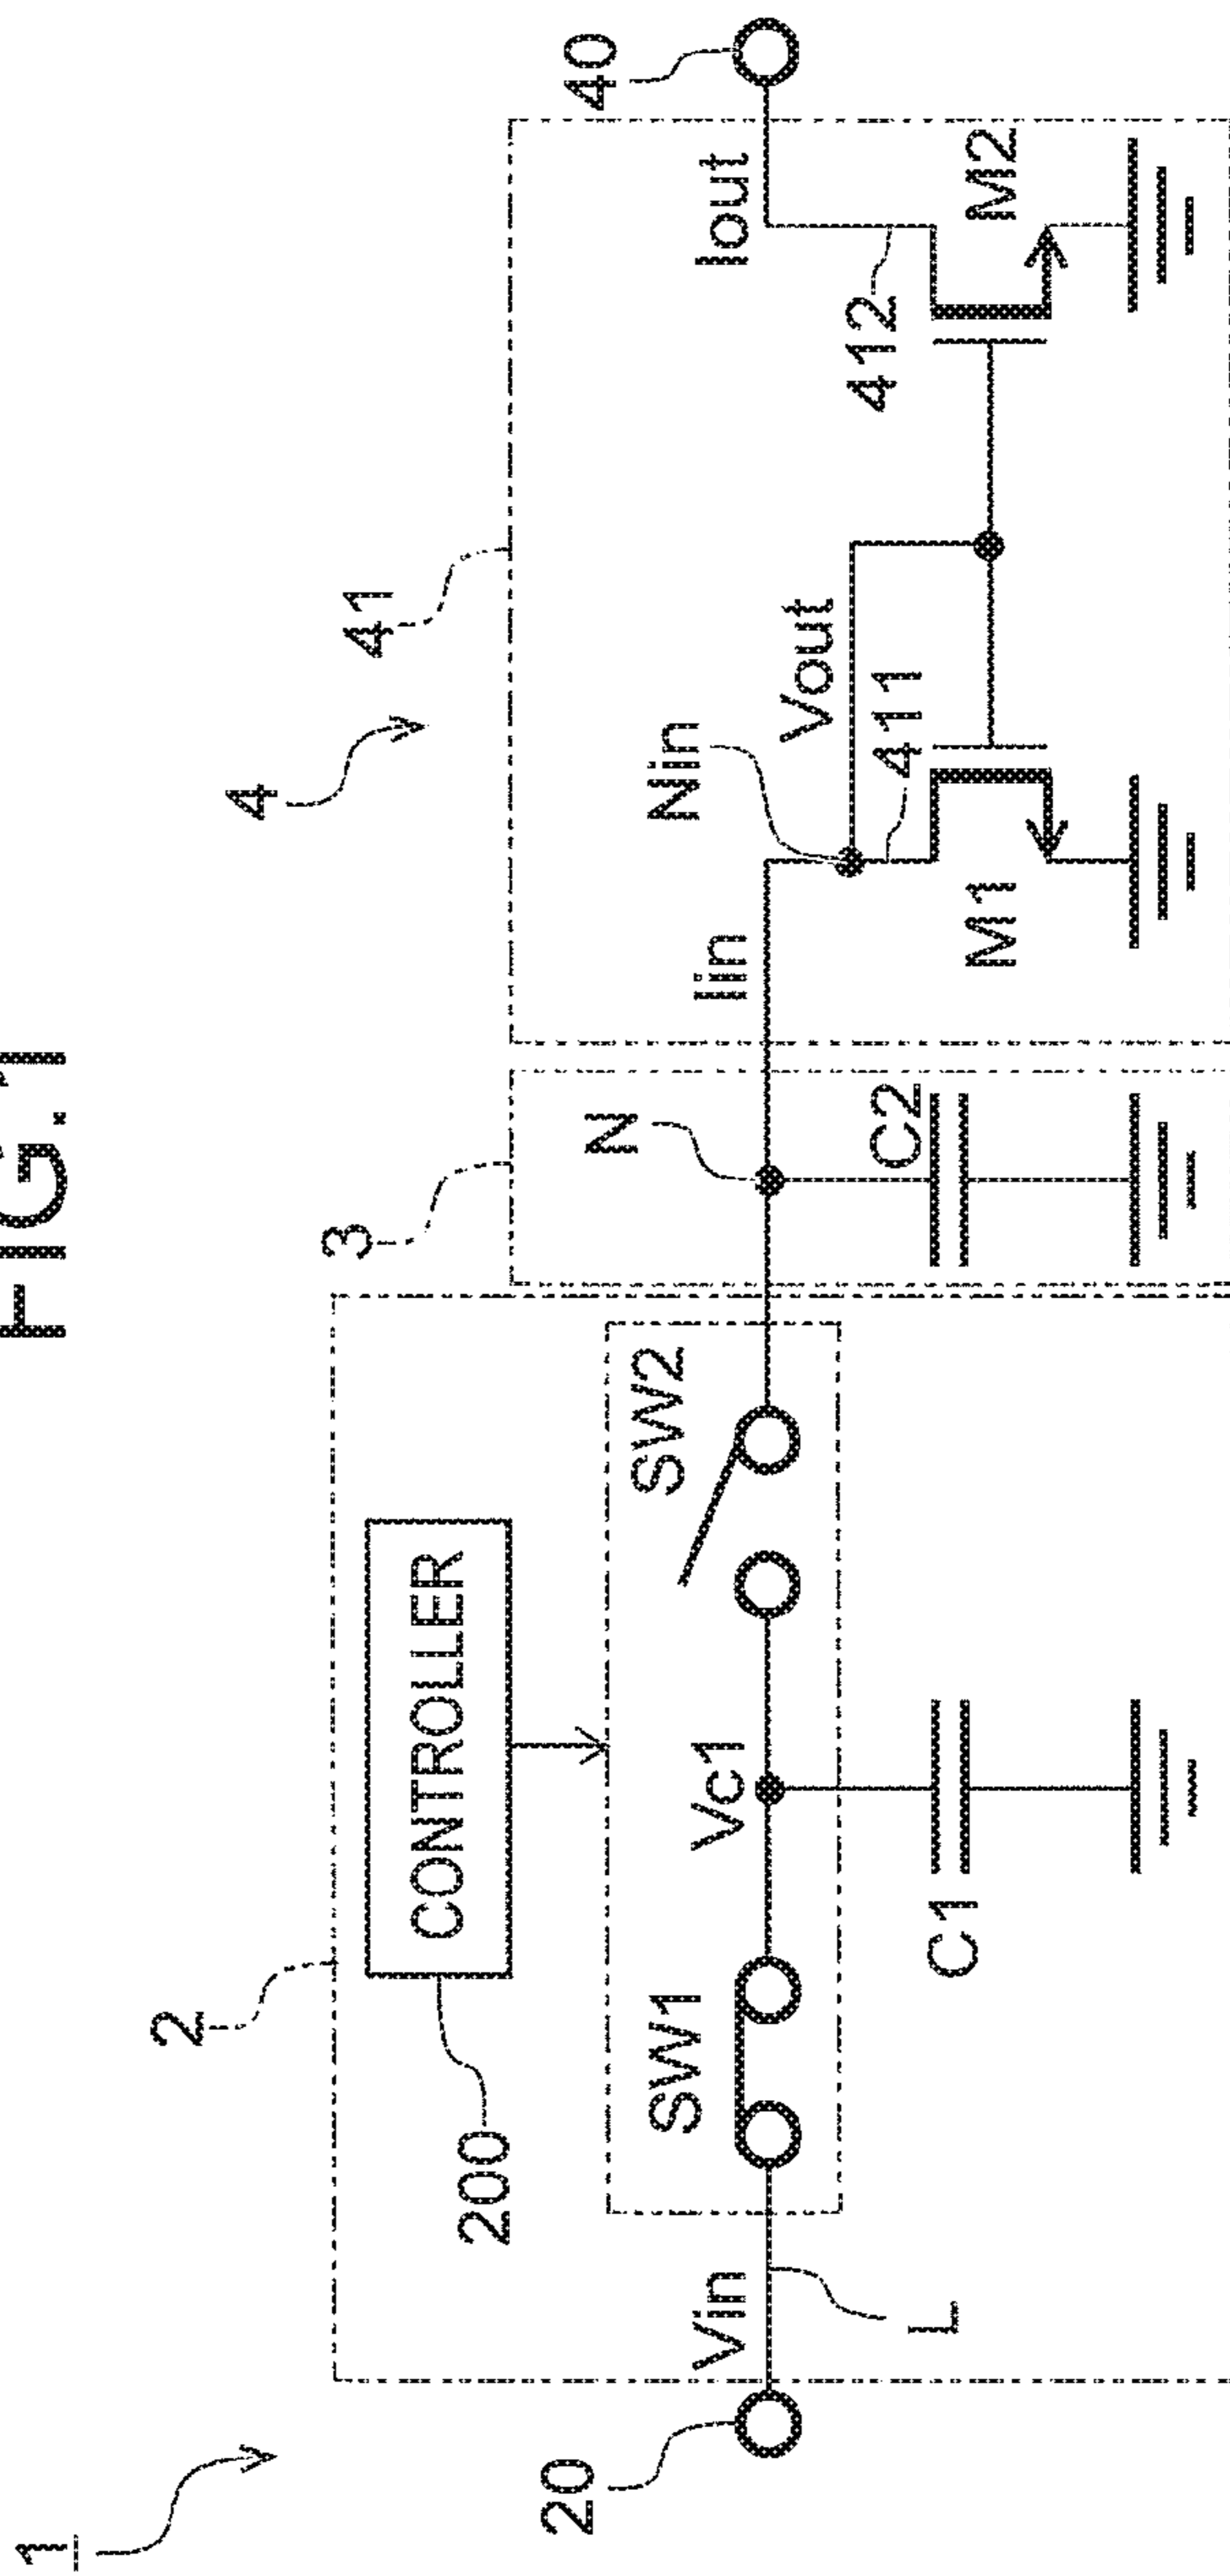 FIG.1
1
2
3
4
41
40
20
200
CONTROLLER
Vin
L
SW1
Vc1
SW2
C1
N
C2
Iin
Nin
Vout
411
M1
Iout
412
M2